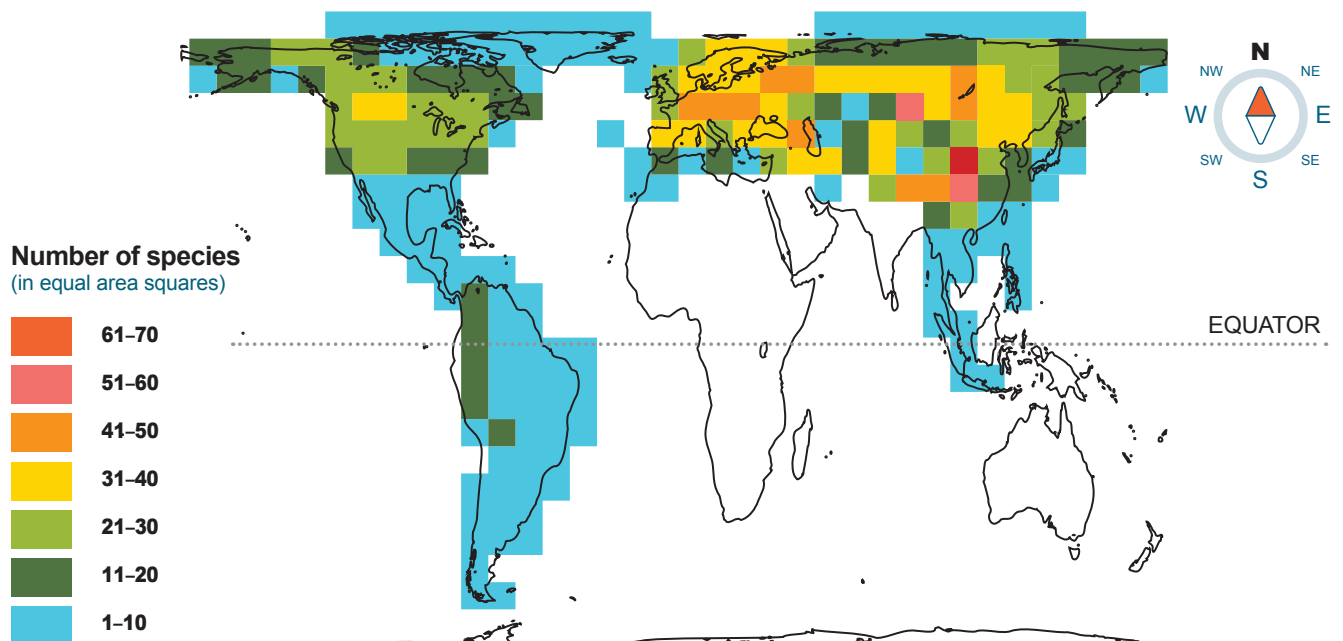 N
NW NE
W E
SW SE
S
Number of species
(in equal area squares)
61–70
51–60
41–50
31–40
21–30
11–20
1–10
EQUATOR